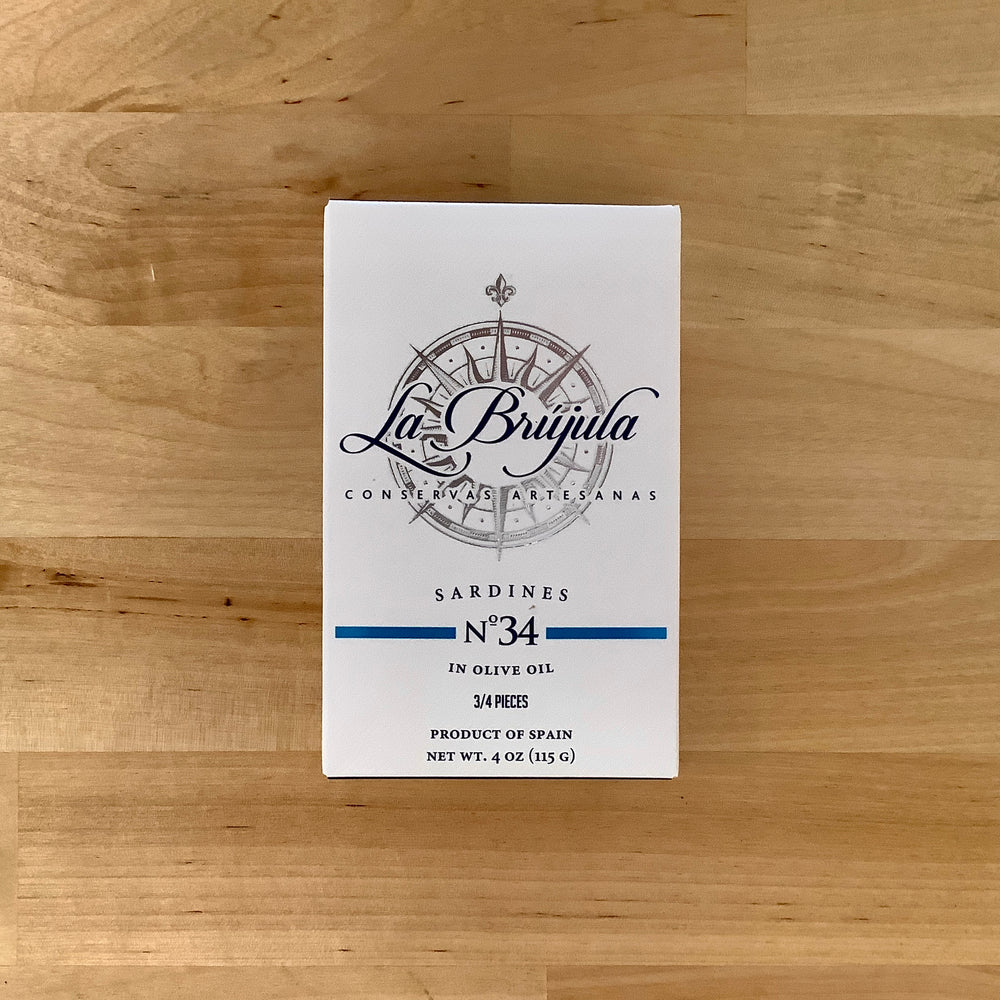 La Brújula
CONSERVAS ARTESANAS
SARDINES
Nº34
IN OLIVE OIL
3/4 PIECES
PRODUCT OF SPAIN
NET WT. 4 OZ (115 G)